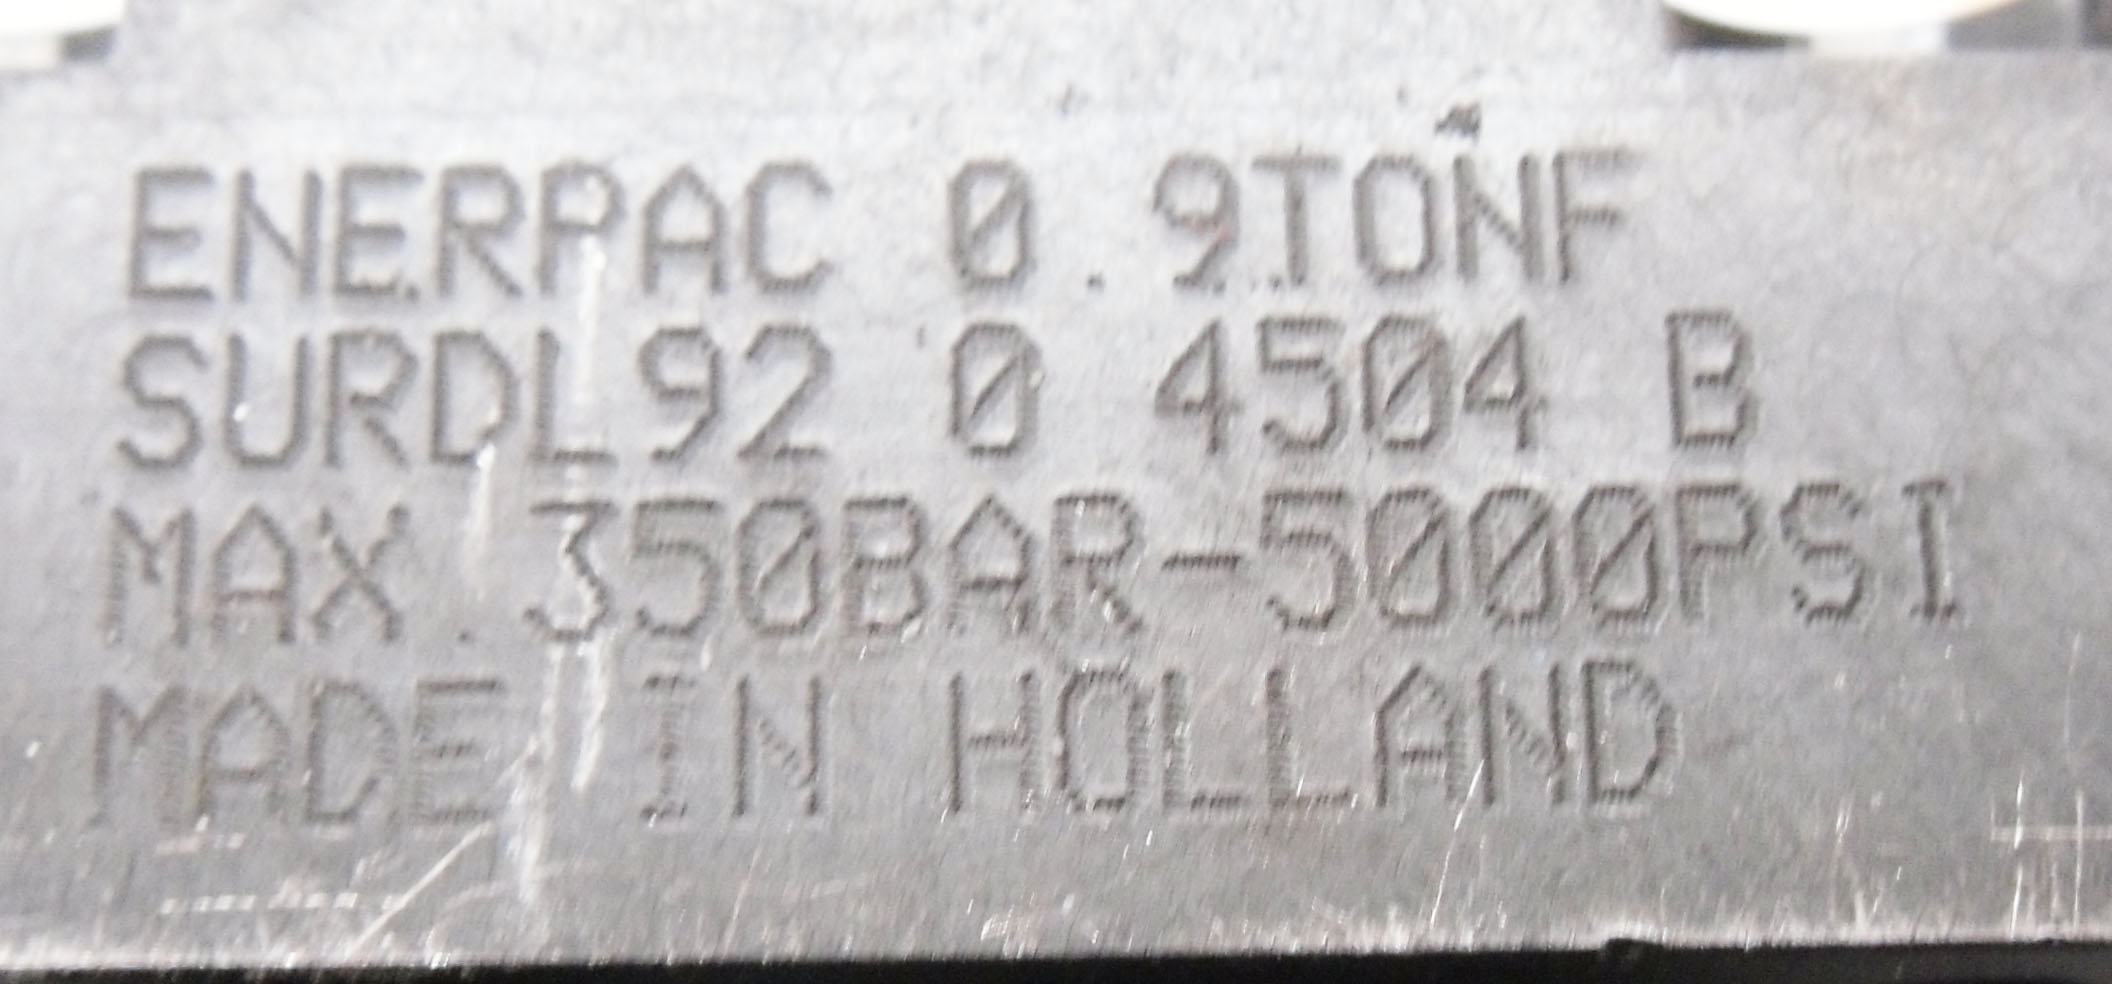 ENERPAC 0.9TONF
SURDL92 0 4504 B
MAX.350BAR-5000PSI
MADE IN HOLLAND